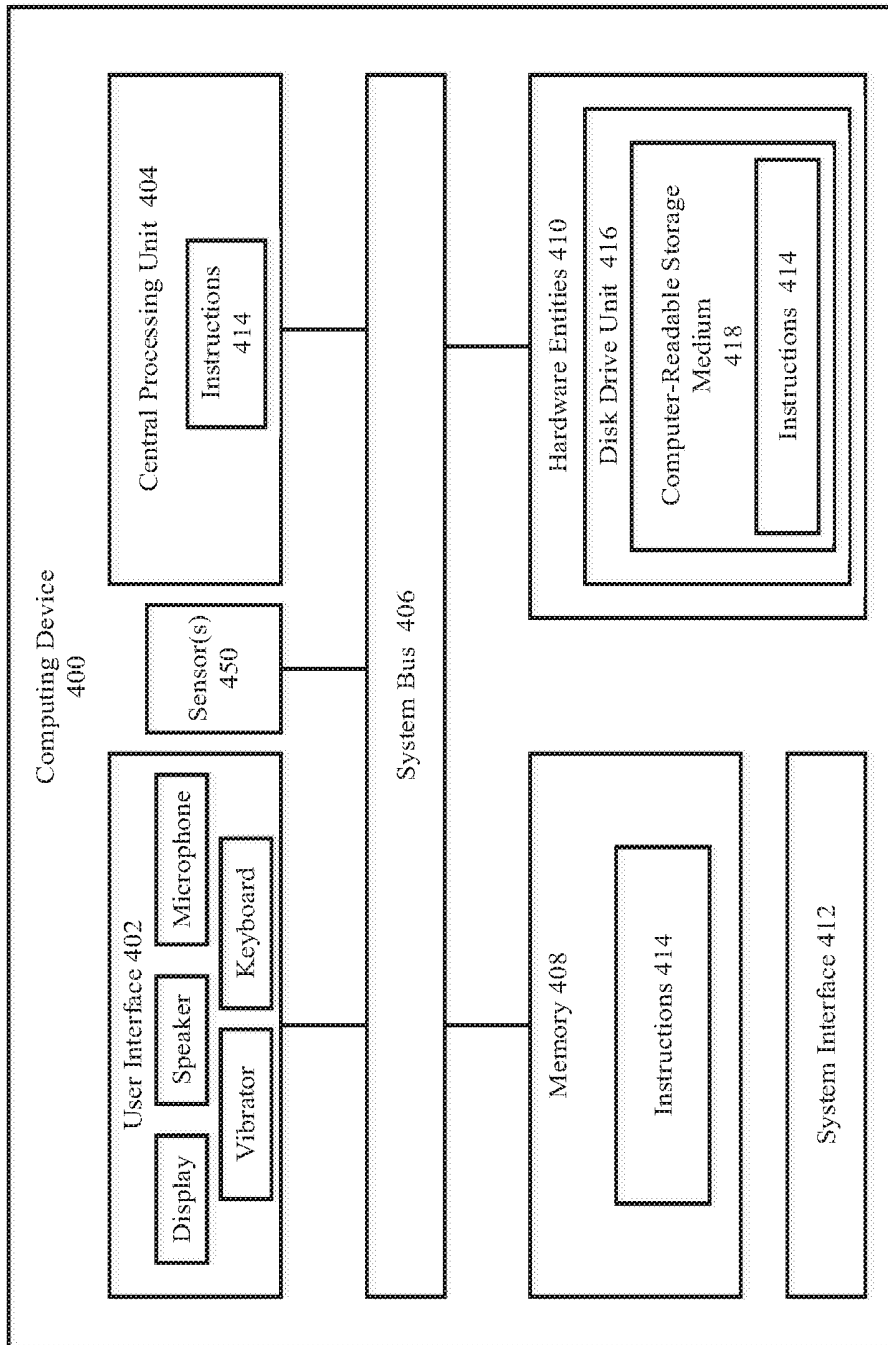 Computing Device
400
User Interface 402
Display
Speaker
Microphone
Vibrator
Keyboard
Sensor(s)
450
Central Processing Unit 404
Instructions
414
System Bus 406
Memory 408
Instructions 414
System Interface 412
Hardware Entities 410
Disk Drive Unit 416
Computer-Readable Storage
Medium
418
Instructions 414